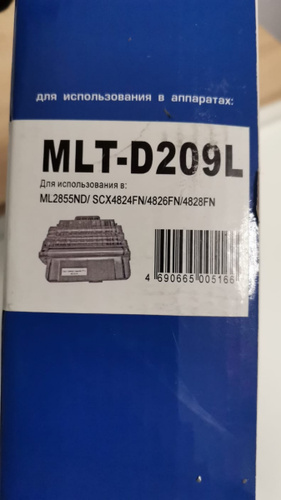 для использования в аппаратах:
MLT-D209L
Для использования в:
ML2855ND/ SCX4824FN/4826FN/4828FN
4 690665 005166